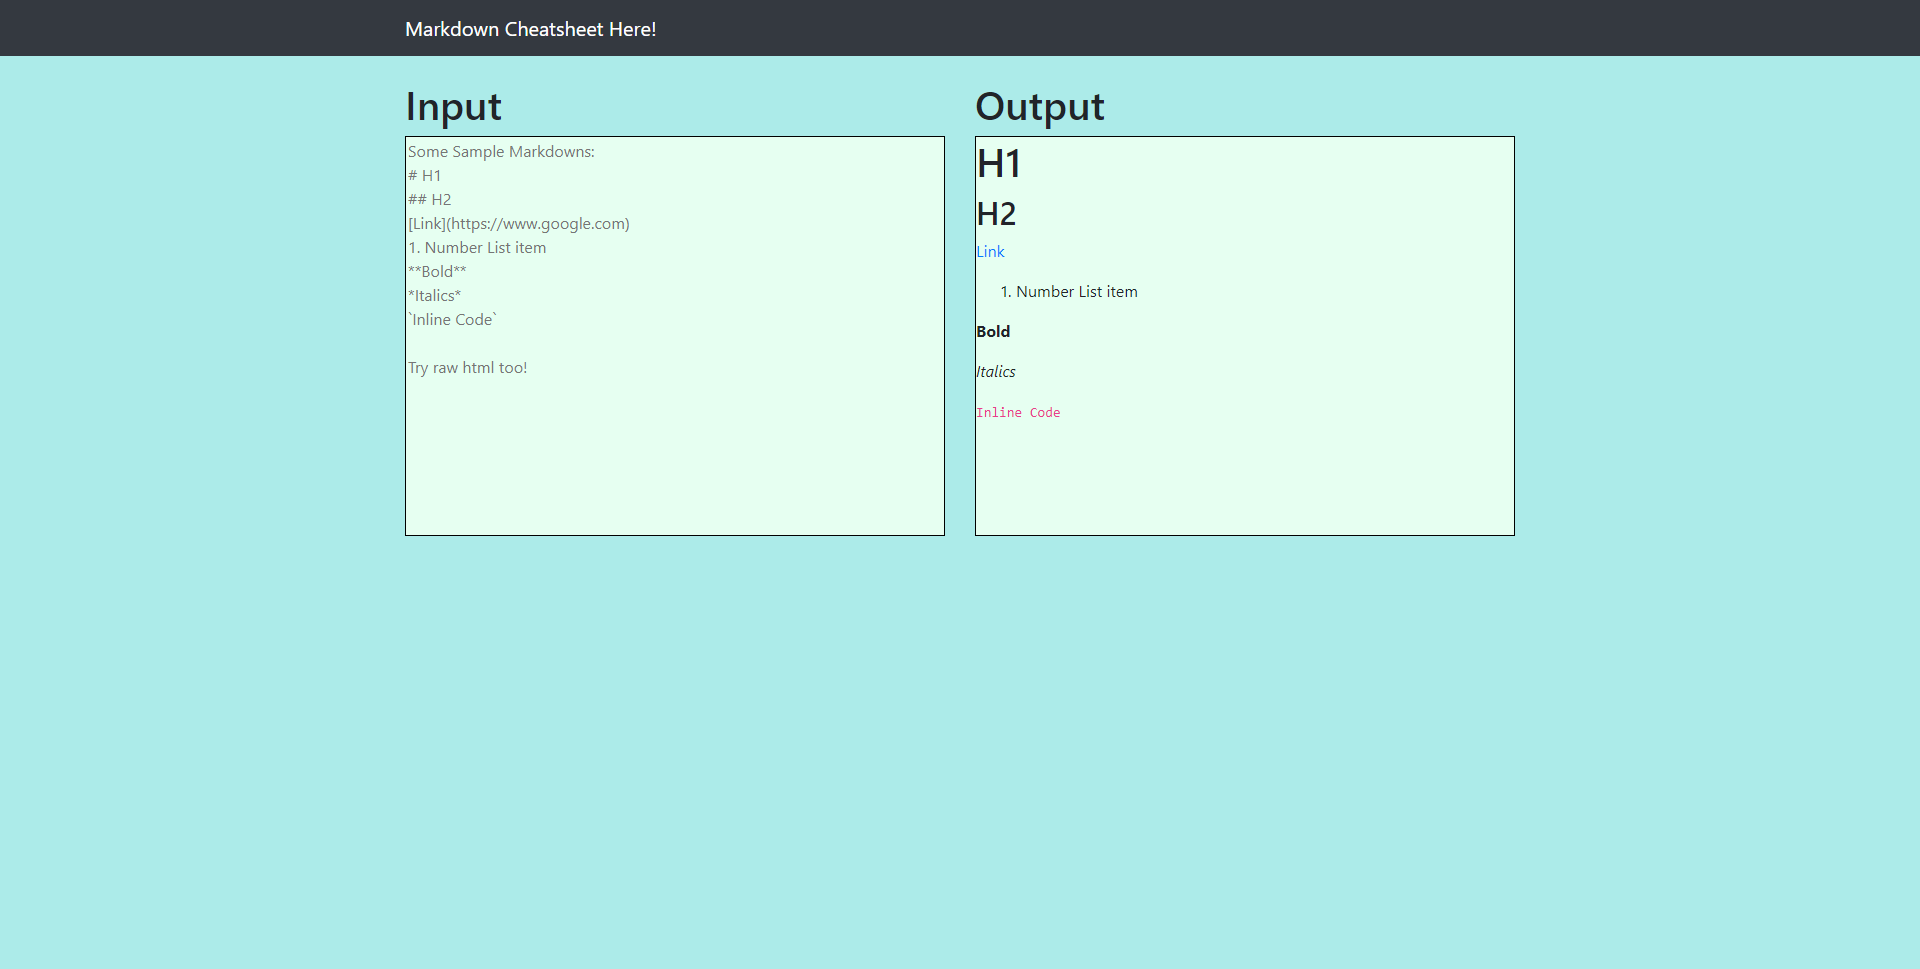 Markdown Cheatsheet Here!
Input
Some Sample Markdowns:
# H1
## H2
[Link](https://www.google.com)
1. Number List item
**Bold**
*Italics*
`Inline Code`
Try raw html too!
Output
H1
H2
Link
1. Number List item
Bold
Italics
Inline Code